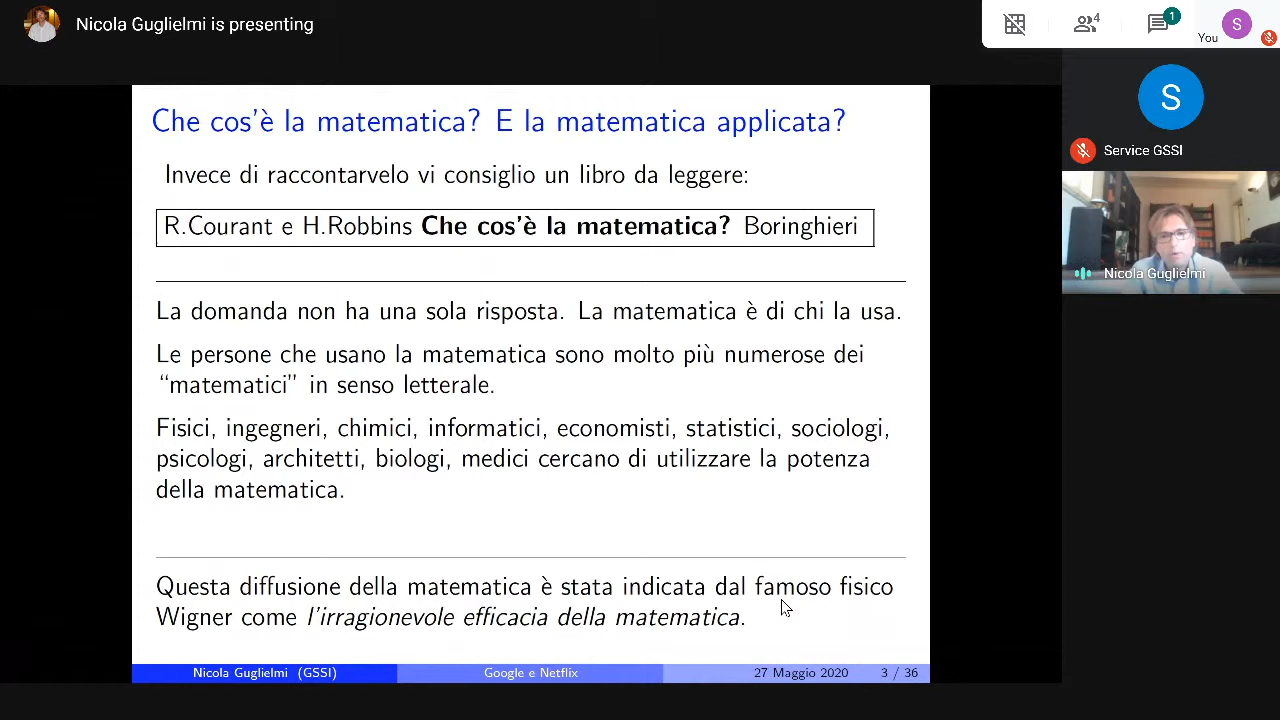 Nicola Guglielmi is presenting
4
1
You
S
S
Service GSSI
Nicola Guglielmi
Che cos'è la matematica? E la matematica applicata?
Invece di raccontarvelo vi consiglio un libro da leggere:
R.Courant e H.Robbins Che cos'è la matematica? Boringhieri
La domanda non ha una sola risposta. La matematica è di chi la usa.
Le persone che usano la matematica sono molto più numerose dei
“matematici” in senso letterale.
Fisici, ingegneri, chimici, informatici, economisti, statistici, sociologi,
psicologi, architetti, biologi, medici cercano di utilizzare la potenza
della matematica.
Questa diffusione della matematica è stata indicata dal famoso fisico
Wigner come l'irragionevole efficacia della matematica.
Nicola Guglielmi (GSSI) Google e Netflix 27 Maggio 2020 3 / 36